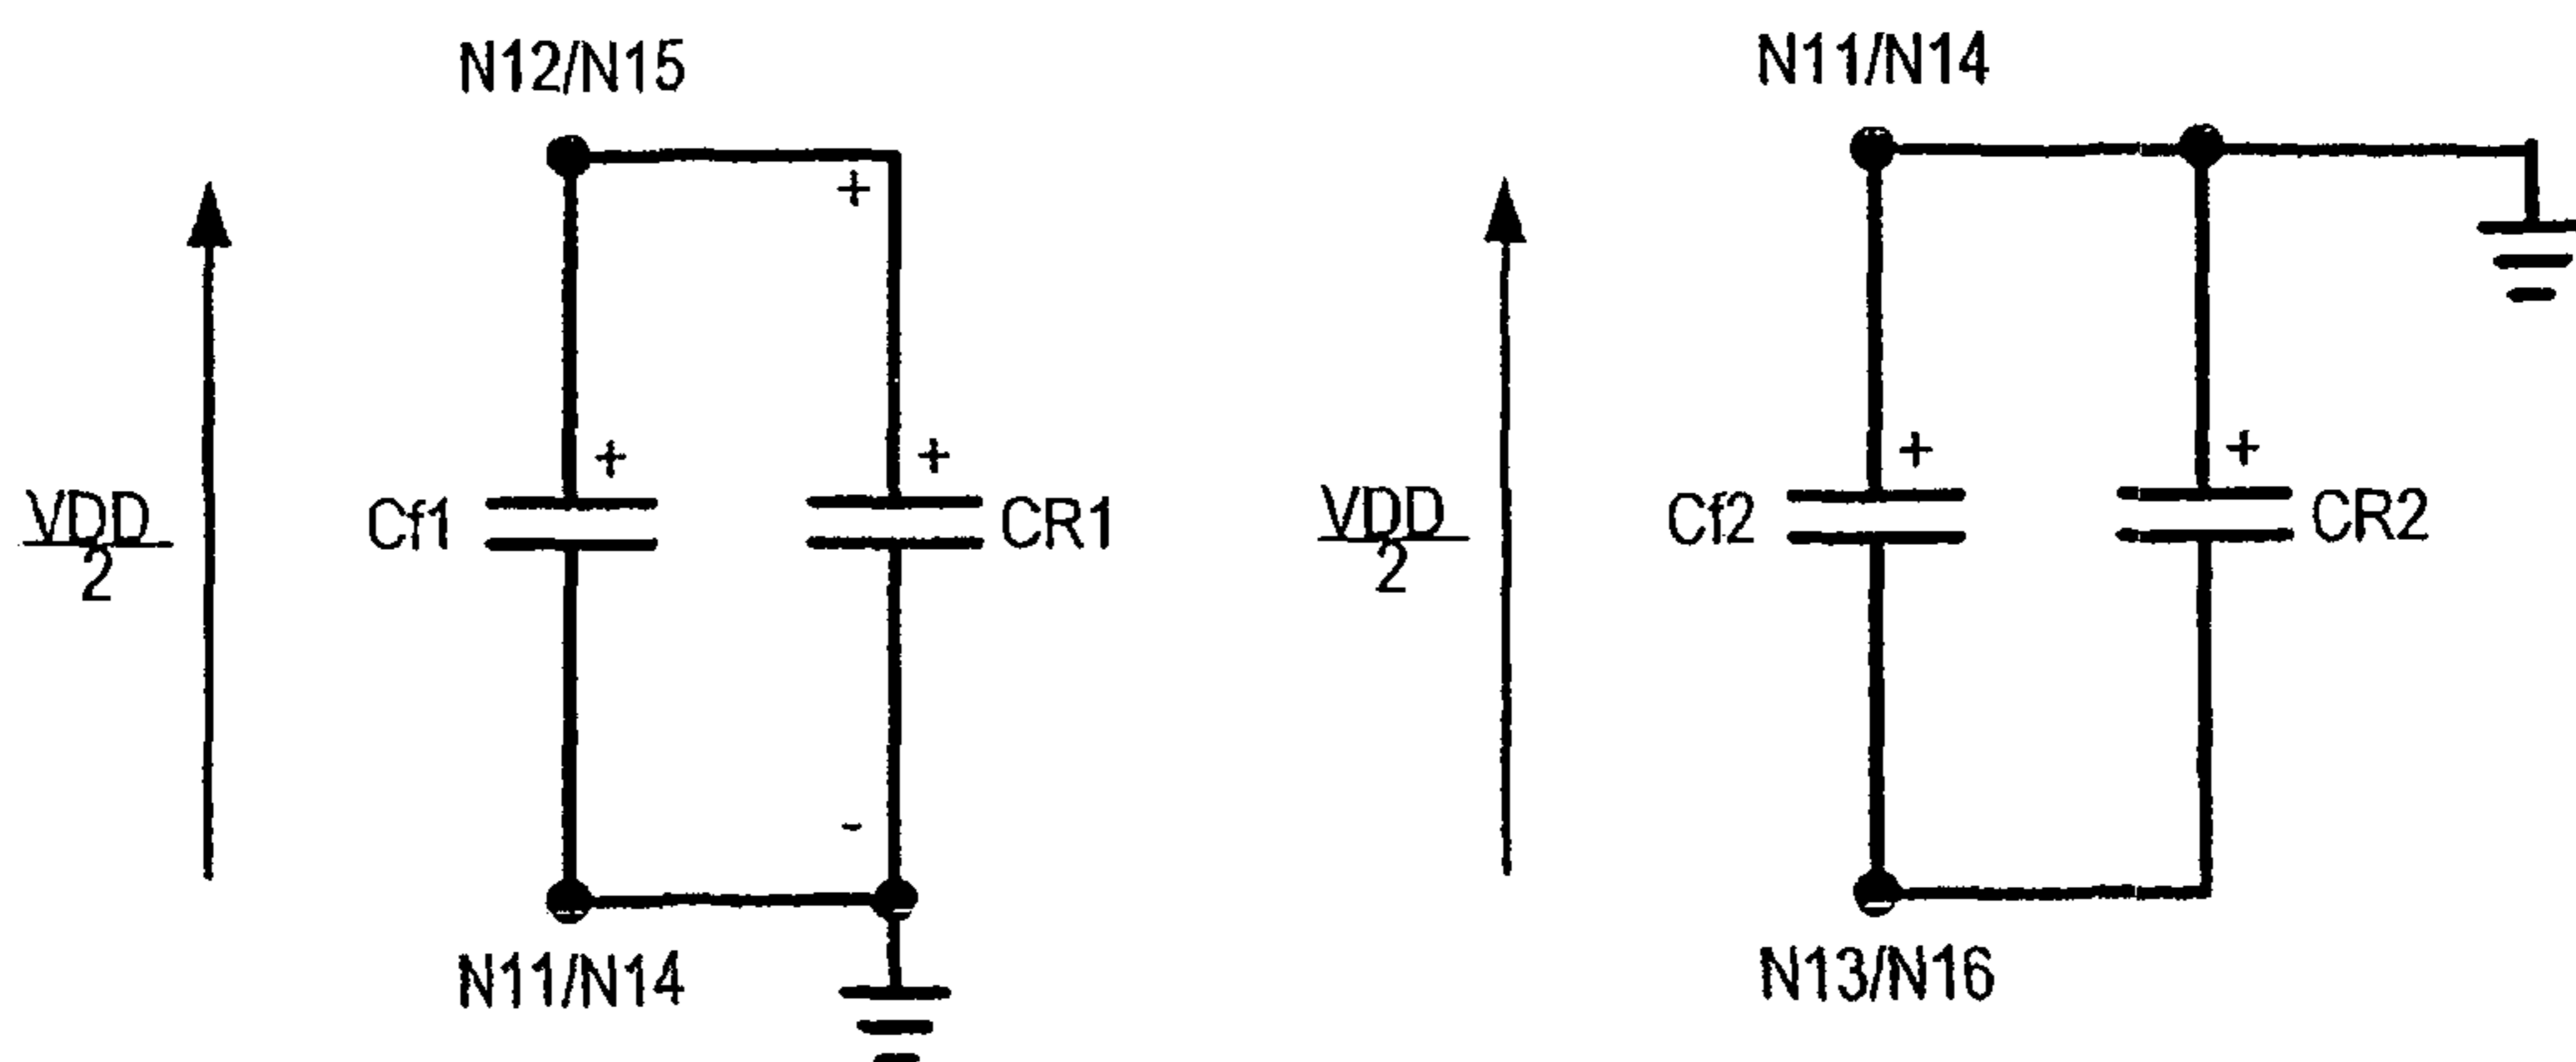 N12/N15
+
+
+
VDD
2
Cf1
CR1
-
N11/N14
N11/N14
+
+
VDD
2
Cf2
CR2
N13/N16